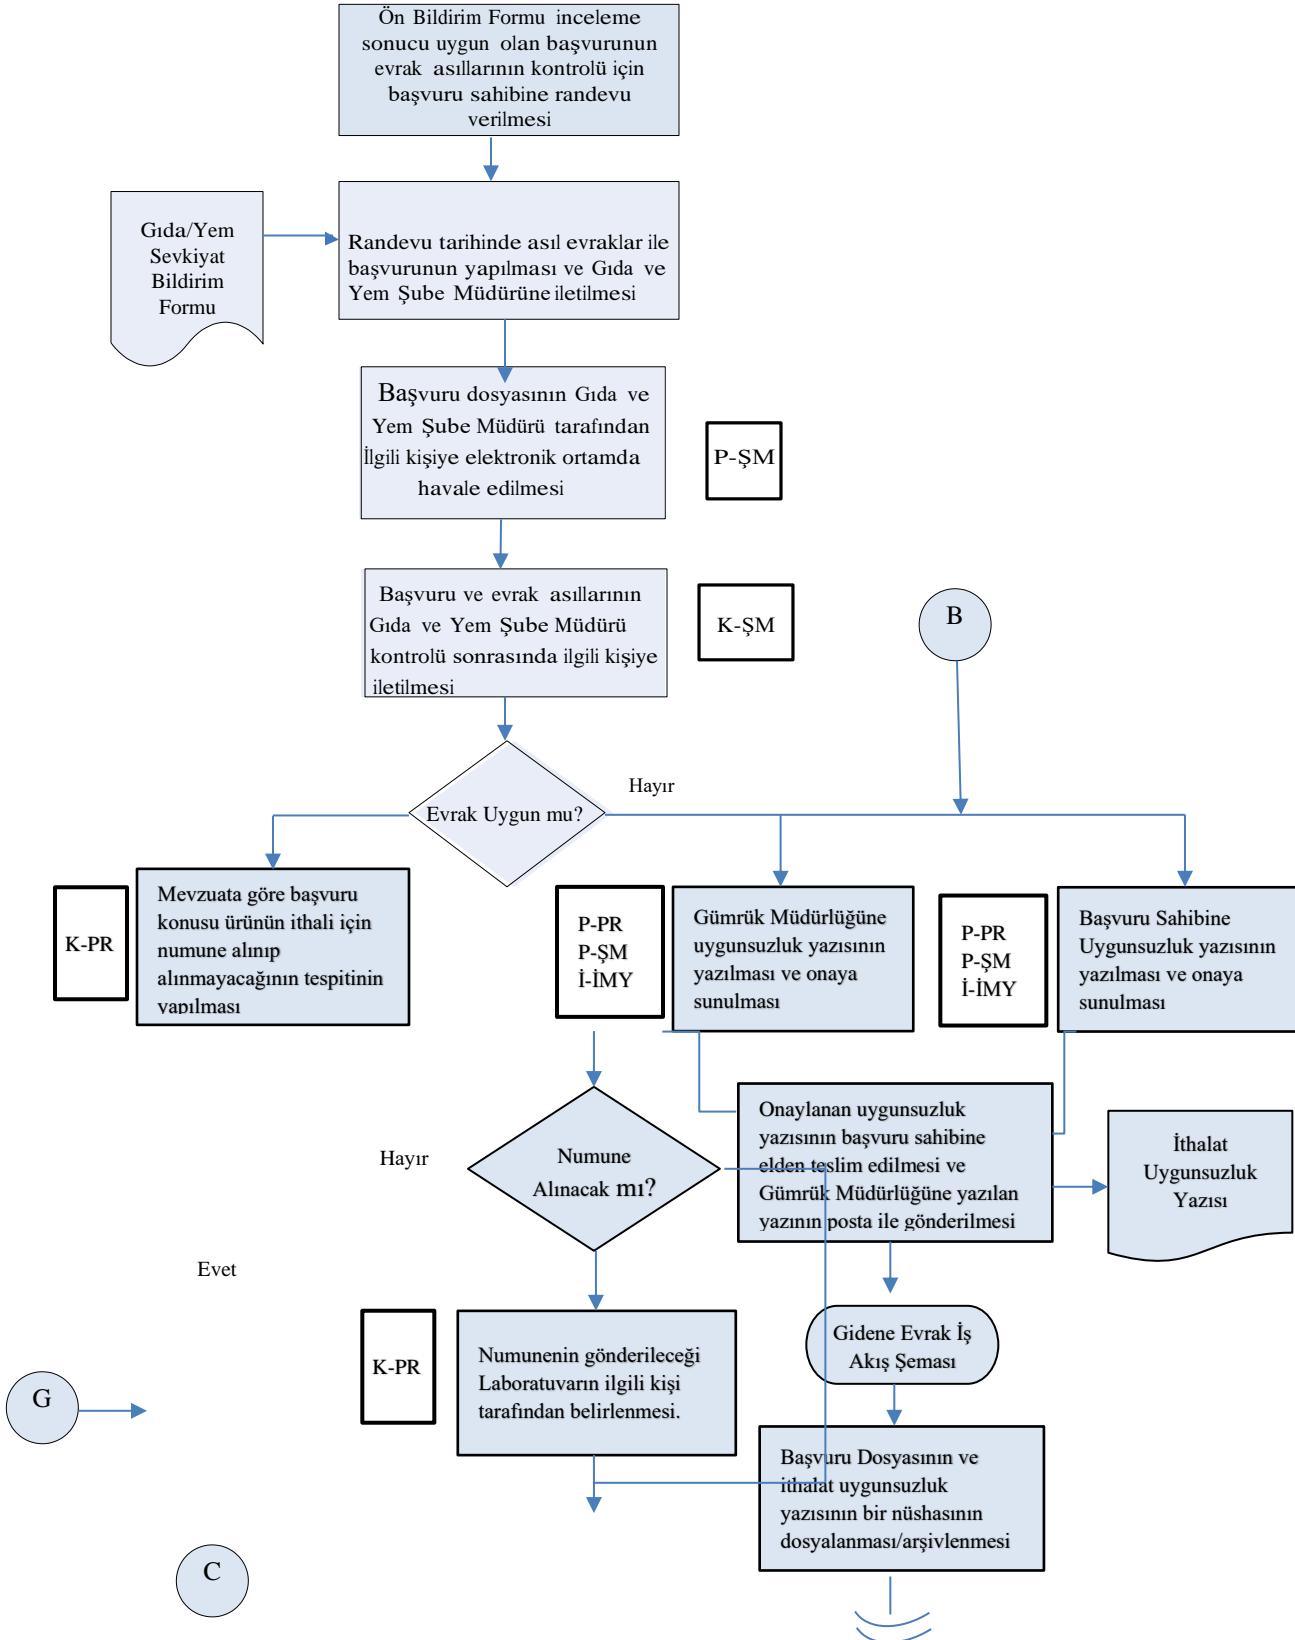 Ön Bildirim Formu inceleme
sonucu uygun olan başvurunun
evrak asıllarının kontrolü için
başvuru sahibine randevu
verilmesi
Gıda/Yem
Sevkiyat
Bildirim
Formu
Randevu tarihinde asıl evraklar ile
başvurunun yapılması ve Gıda ve
Yem Şube Müdürüne iletilmesi
Başvuru dosyasının Gıda ve
Yem Şube Müdürü tarafından
İlgili kişiye elektronik ortamda
havale edilmesi
P-ŞM
Başvuru ve evrak asıllarının
Gıda ve Yem Şube Müdürü
kontrolü sonrasında ilgili kişiye
iletilmesi
K-ŞM
B
Hayır
Evrak Uygun mu?
K-PR
Mevzuata göre başvuru
konusu ürünün ithali için
numune alınıp
alınmayacağının tespitinin
yapılması
P-PR
P-ŞM
İ-İMY
Gümrük Müdürlüğüne
uygunsuzluk yazısının
yazılması ve onaya
sunulması
P-PR
P-ŞM
İ-İMY
Başvuru Sahibine
Uygunsuzluk yazısının
yazılması ve onaya
sunulması
Hayır
Numune
Alınacak mı?
Onaylanan uygunsuzluk
yazısının başvuru sahibine
elden teslim edilmesi ve
Gümrük Müdürlüğüne yazılan
yazının posta ile gönderilmesi
İthalat
Uygunsuzluk
Yazısı
Evet
K-PR
Numunenin gönderileceği
Laboratuvarın ilgili kişi
tarafından belirlenmesi.
Gidene Evrak İş
Akış Şeması
G
Başvuru Dosyasının ve
ithalat uygunsuzluk
yazısının bir nüshasının
dosyalanması/arşivlenmesi
C